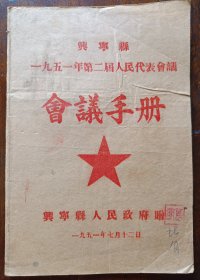 興寧縣
一九五一年第二屆人民代表會議
會議手册
興寧縣人民政府贈
一九五一年七月十二日